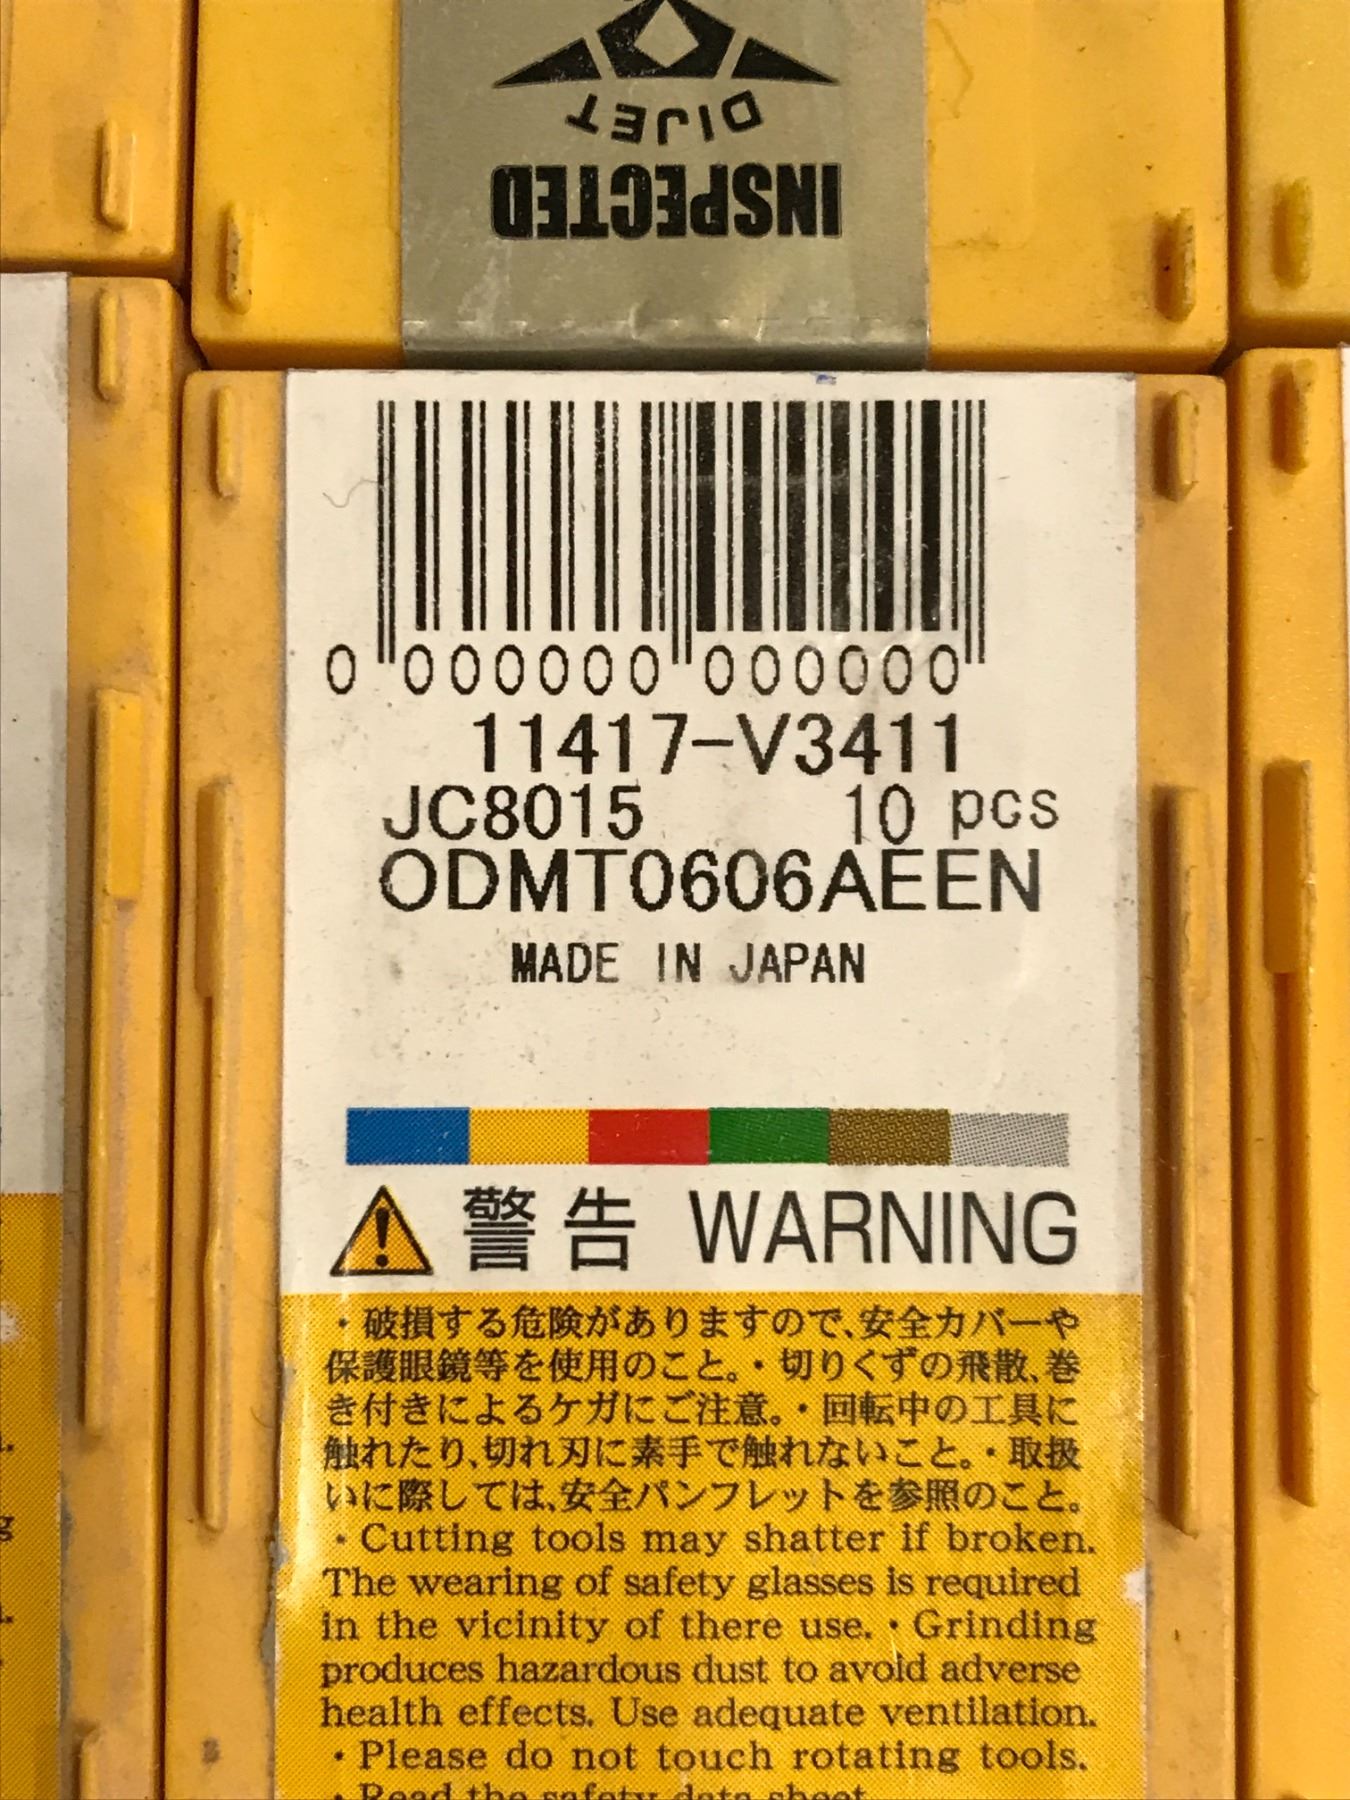 DIJET
INSPECTED
0 000000 000000
11417-V3411
JC8015 10 pcs
ODMT0606AEEN
MADE IN JAPAN
警告 WARNING
・破損する危険がありますので、安全カバーや
保護眼鏡等を使用のこと。・切りくずの飛散、巻
き付きによるケガにご注意。・回転中の工具に
触れたり、切れ刃に素手で触れないこと。・取扱
いに際しては、安全パンフレットを参照のこと。
・Cutting tools may shatter if broken.
The wearing of safety glasses is required
in the vicinity of there use.・Grinding
produces hazardous dust to avoid adverse
health effects. Use adequate ventilation.
・Please do not touch rotating tools.
・Read the safety data sheet